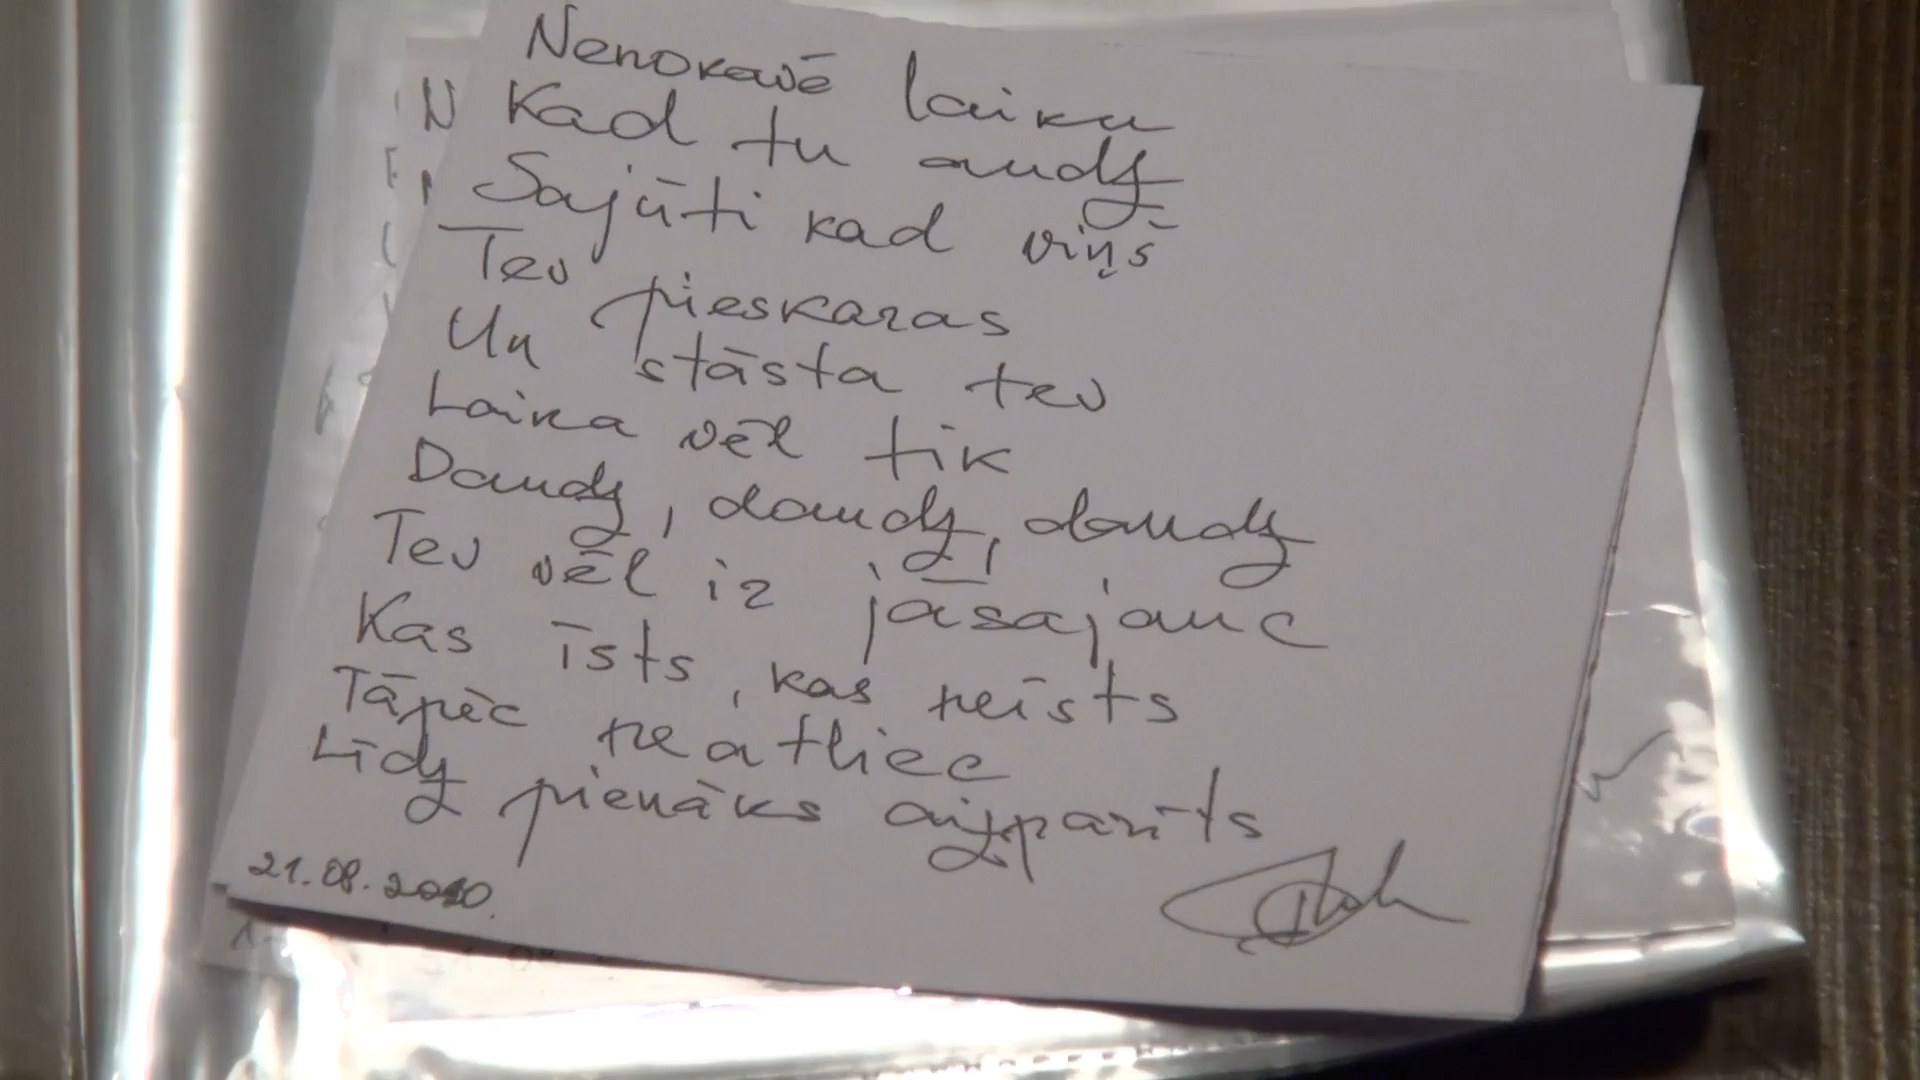 Nenokavē laiku
Kad tu audz
Sajūti kad viņš
Tev pieskaras
Un stāsta tev
Laika vēl tik
Daudz, daudz, daudz
Tev vēl iz jāsajauc
Kas īsts, kas neīsts
Tāpēc neatliec
Līdz pienāks aizparīts
21.08.2010.